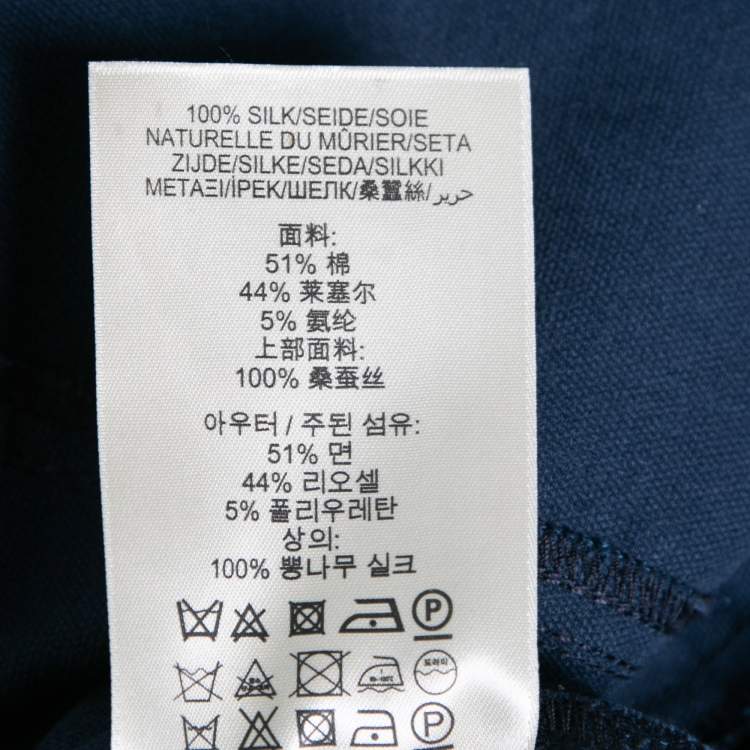 100% SILK/SEIDE/SOIE
NATURELLE DU MÛRIER/SETA
ZIJDE/SILKE/SEDA/SILKKI
ΜΕΤΑΞΙ/İPEK/ШЕЛК/桑蠶絲/حرير
面料:
51% 棉
44% 莱塞尔
5% 氨纶
上部面料:
100% 桑蚕丝
아우터 / 주된 섬유:
51% 면
44% 리오셀
5% 폴리우레탄
상의:
100% 뽕나무 실크
P
드라이
P